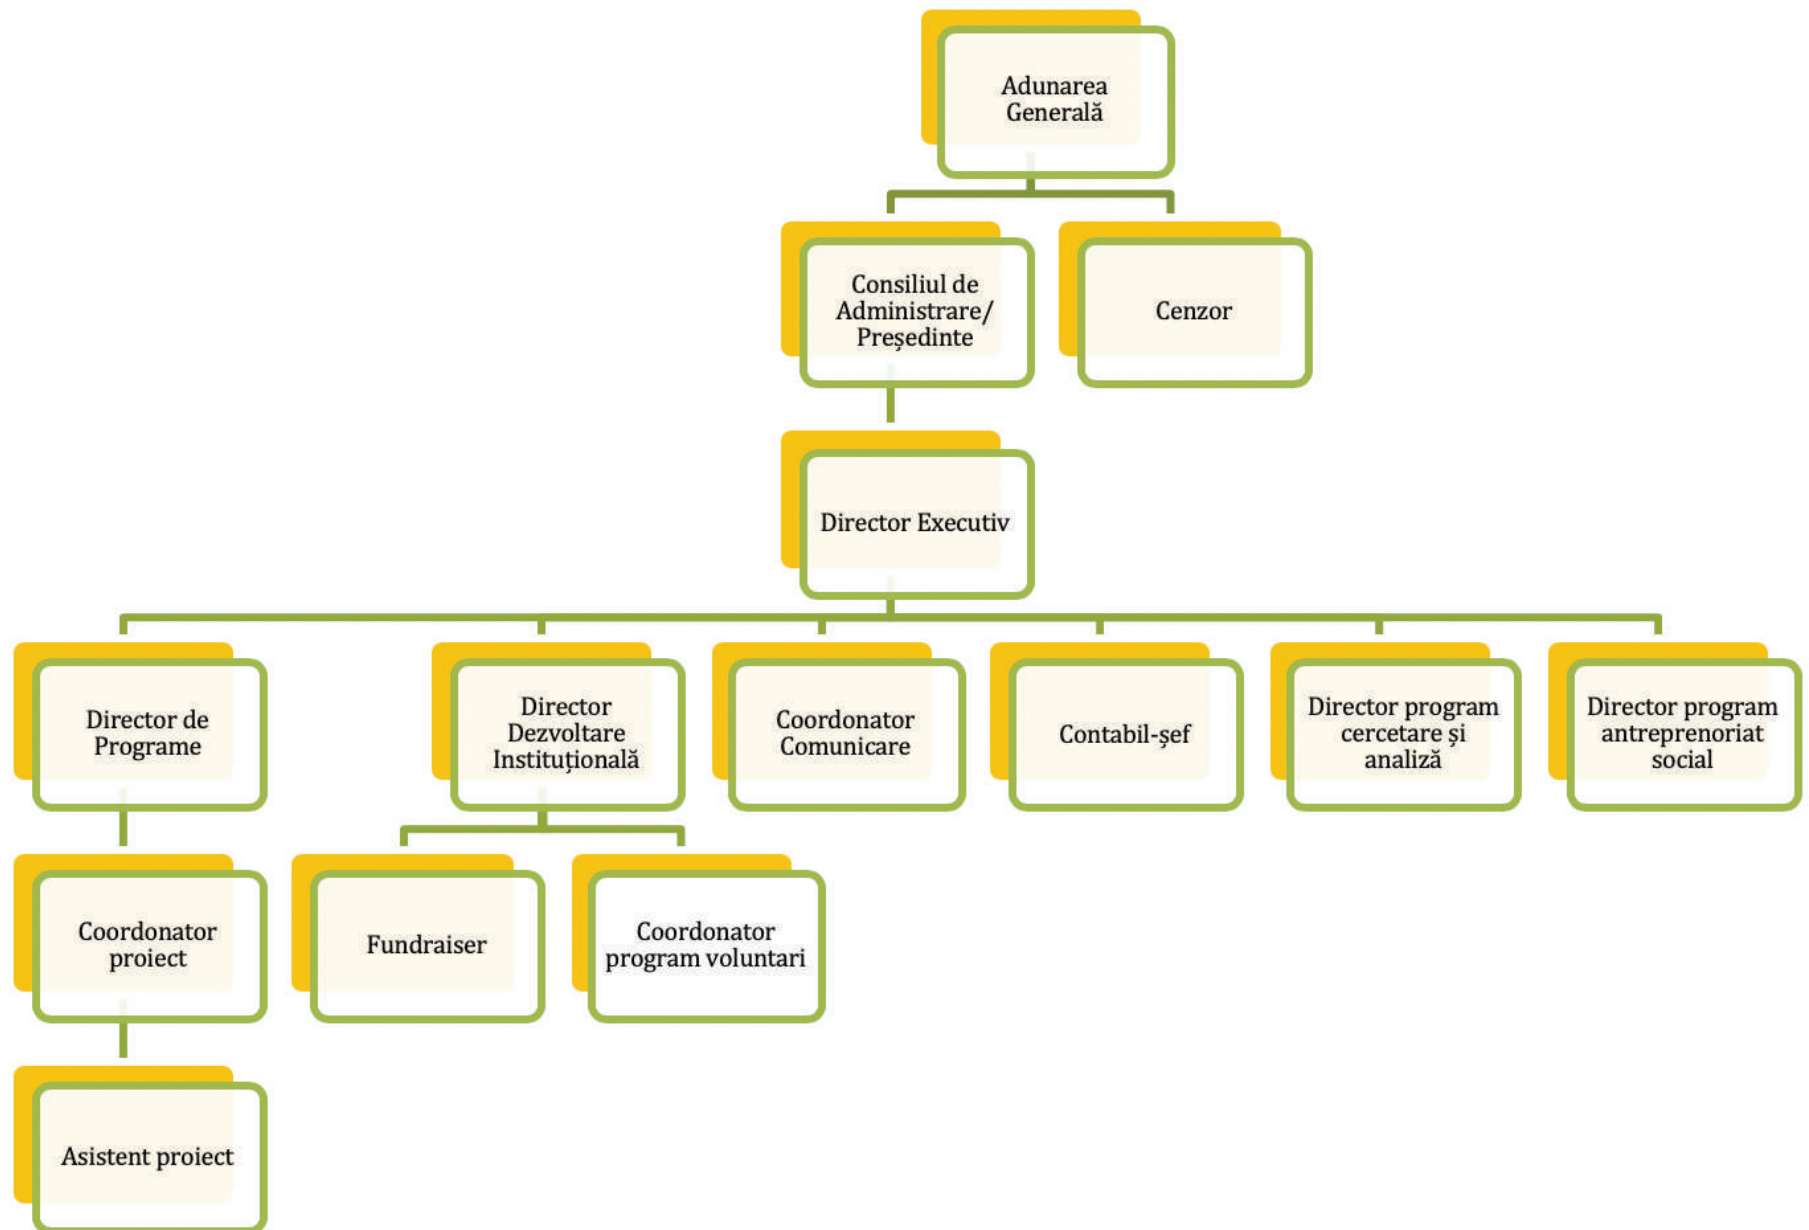 Adunarea
Generală
Consiliul de
Administrare/
Președinte
Cenzor
Director Executiv
Director de
Programe
Director
Dezvoltare
Instituțională
Coordonator
Comunicare
Contabil-șef
Director program
cercetare și
analiză
Director program
antreprenoriat
social
Coordonator
proiect
Fundraiser
Coordonator
program voluntari
Asistent proiect